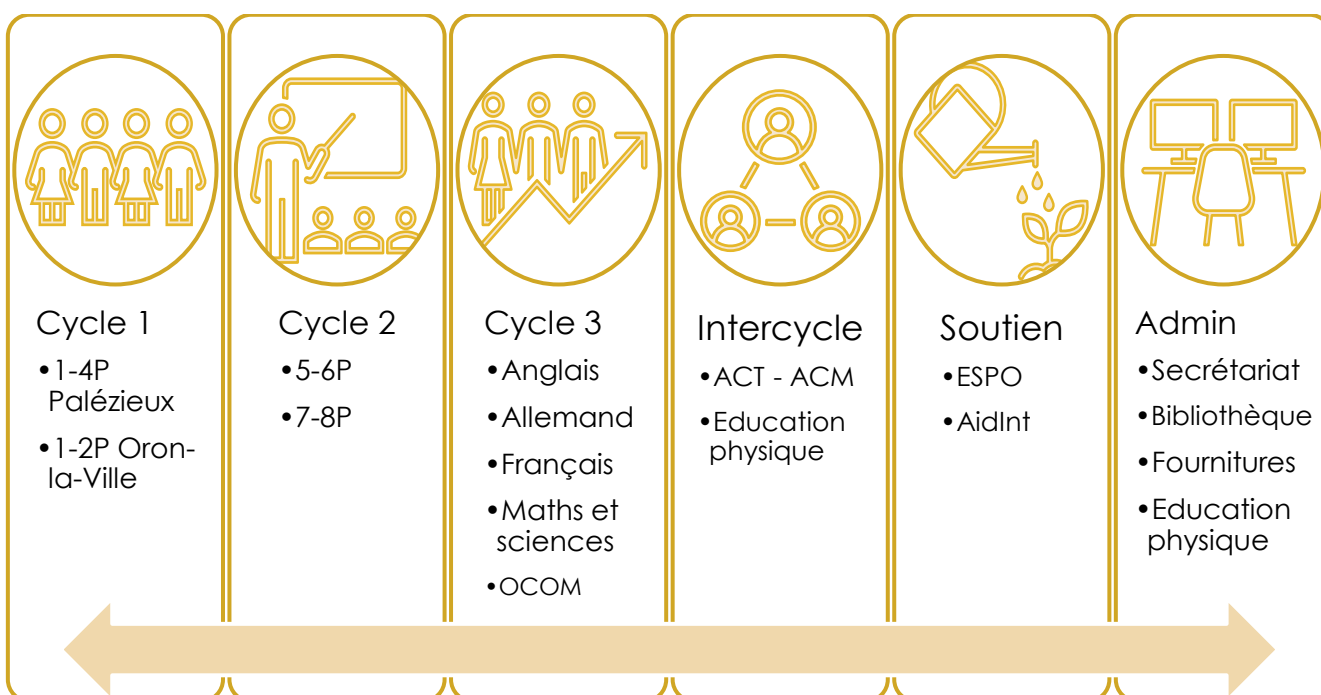 Cycle 1
•1-4P
Palézieux
•1-2P Oron-
la-Ville
Cycle 2
•5-6P
•7-8P
Cycle 3
•Anglais
•Allemand
•Français
•Maths et
sciences
•OCOM
Intercycle
•ACT - ACM
•Education
physique
Soutien
•ESPO
•AidInt
Admin
•Secrétariat
•Bibliothèque
•Fournitures
•Education
physique